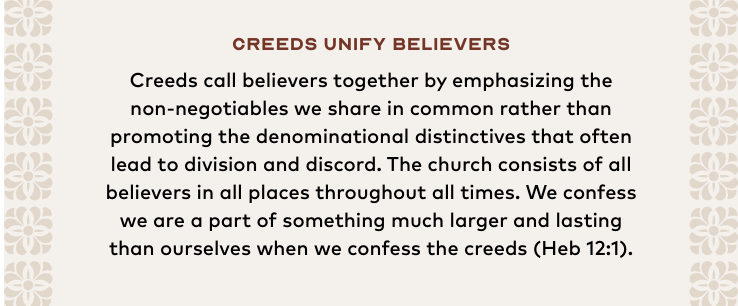 CREEDS UNIFY BELIEVERS
Creeds call believers together by emphasizing the
non-negotiables we share in common rather than
promoting the denominational distinctives that often
lead to division and discord. The church consists of all
believers in all places throughout all times. We confess
we are a part of something much larger and lasting
than ourselves when we confess the creeds (Heb 12:1).